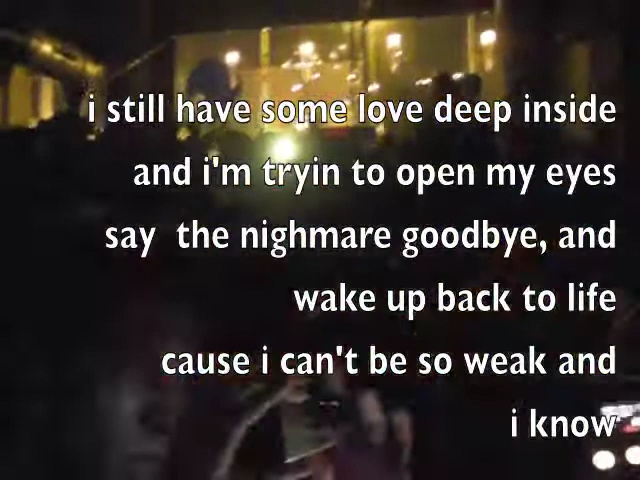 i still have some love deep inside
and i'm tryin to open my eyes
say  the nighmare goodbye, and
wake up back to life
cause i can't be so weak and
i know